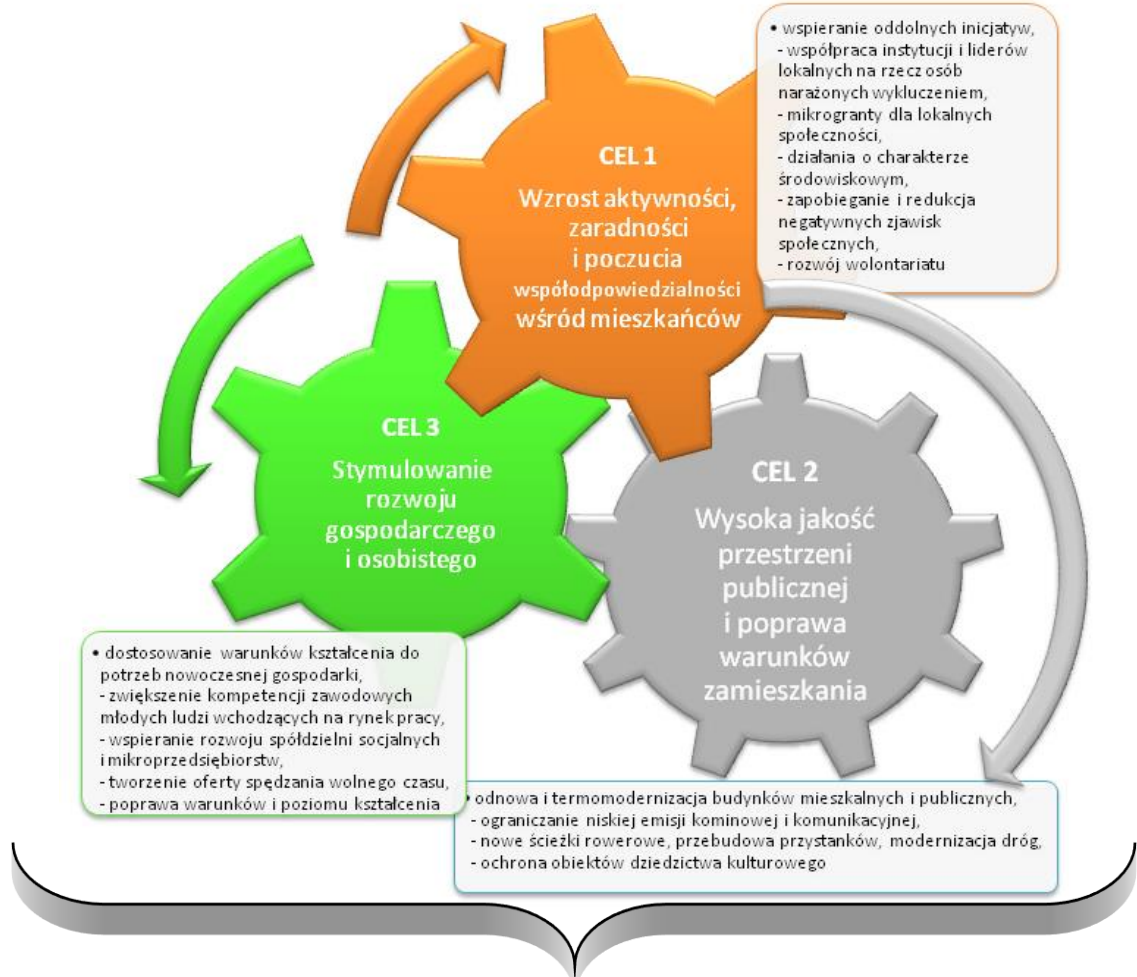 • wspieranie oddolnych inicjatyw,
- współpraca instytucji i liderów
lokalnych na rzecz osób
narażonych wykluczeniem,
- mikrogranty dla lokalnych
społeczności,
- działania o charakterze
środowiskowym,
- zapobieganie i redukcja
negatywnych zjawisk
społecznych,
- rozwój wolontariatu
CEL 1
Wzrost aktywności,
zaradności
i poczucia
współodpowiedzialności
wśród mieszkańców
CEL 3
Stymulowanie
rozwoju
gospodarczego
i osobistego
CEL 2
Wysoka jakość
przestrzeni
publicznej
i poprawa
warunków
zamieszkania
• dostosowanie warunków kształcenia do
potrzeb nowoczesnej gospodarki,
- zwiększenie kompetencji zawodowych
młodych ludzi wchodzących na rynek pracy,
- wspieranie rozwoju spółdzielni socjalnych
i mikroprzedsiębiorstw,
- tworzenie oferty spędzania wolnego czasu,
- poprawa warunków i poziomu kształcenia
• odnowa i termomodernizacja budynków mieszkalnych i publicznych,
- ograniczanie niskiej emisji kominowej i komunikacyjnej,
- nowe ścieżki rowerowe, przebudowa przystanków, modernizacja dróg,
- ochrona obiektów dziedzictwa kulturowego